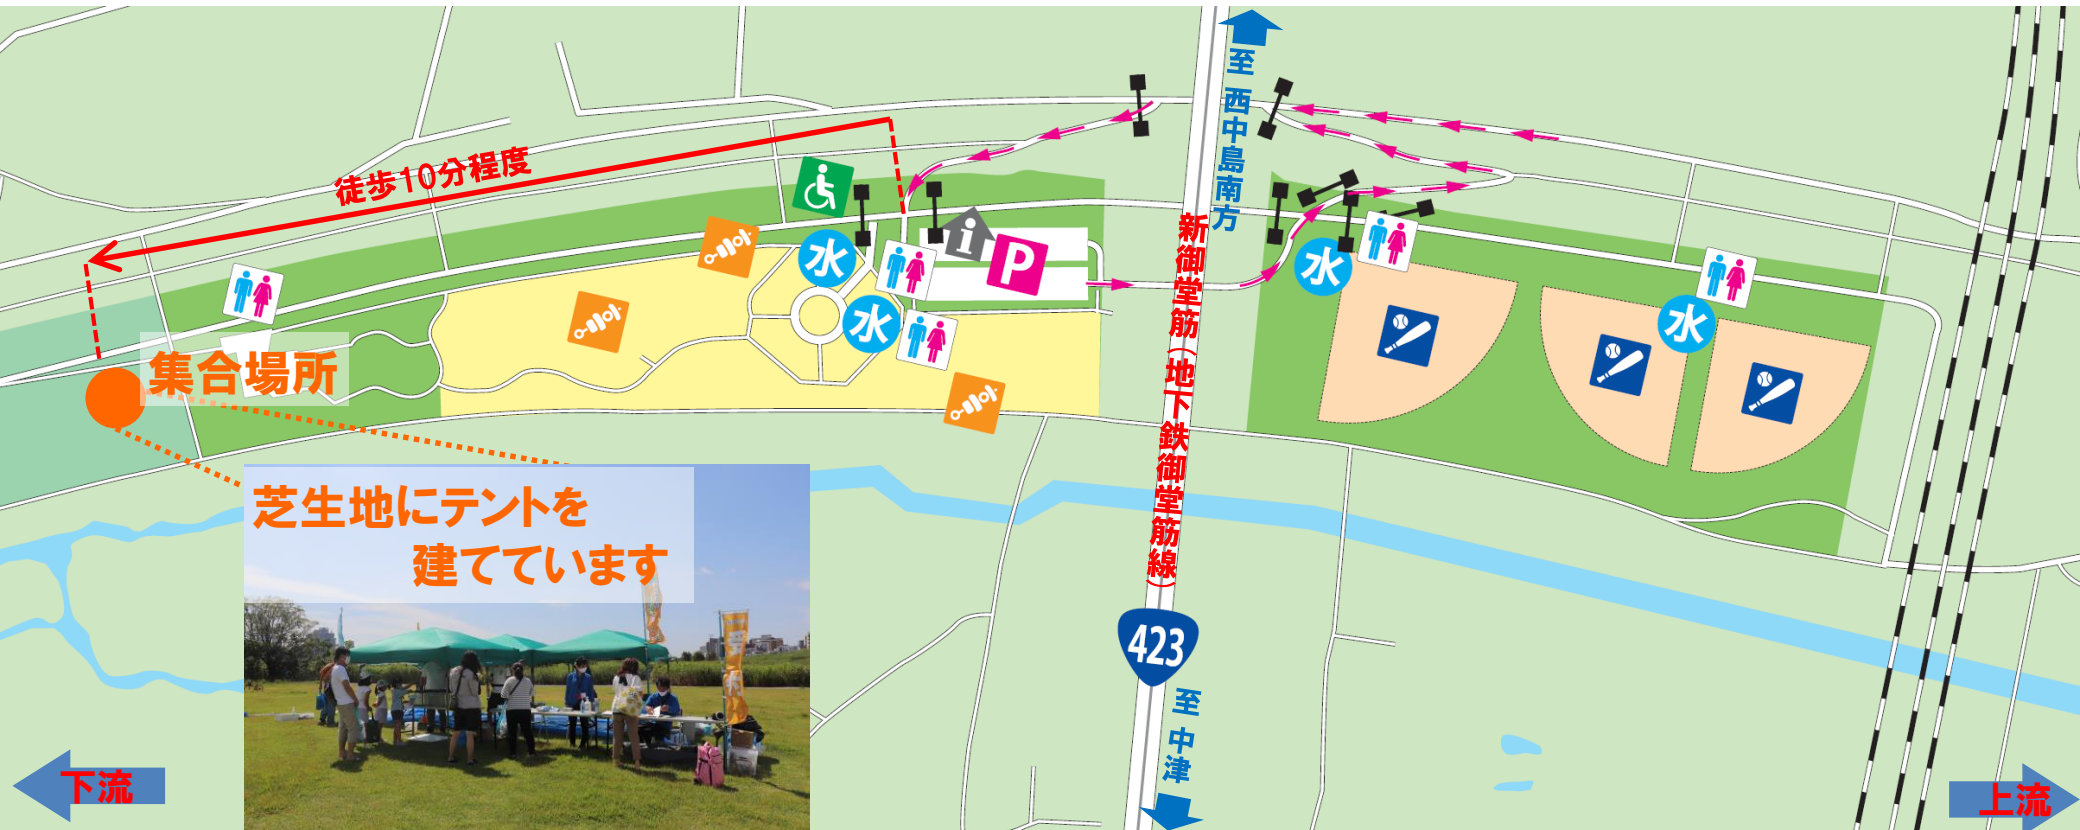 至 西中島南方
徒歩10分程度
水
i
P
水
水
水
新御堂筋(地下鉄御堂筋線)
集合場所
芝生地にテントを
建てています
423
至 中津
下流
上流